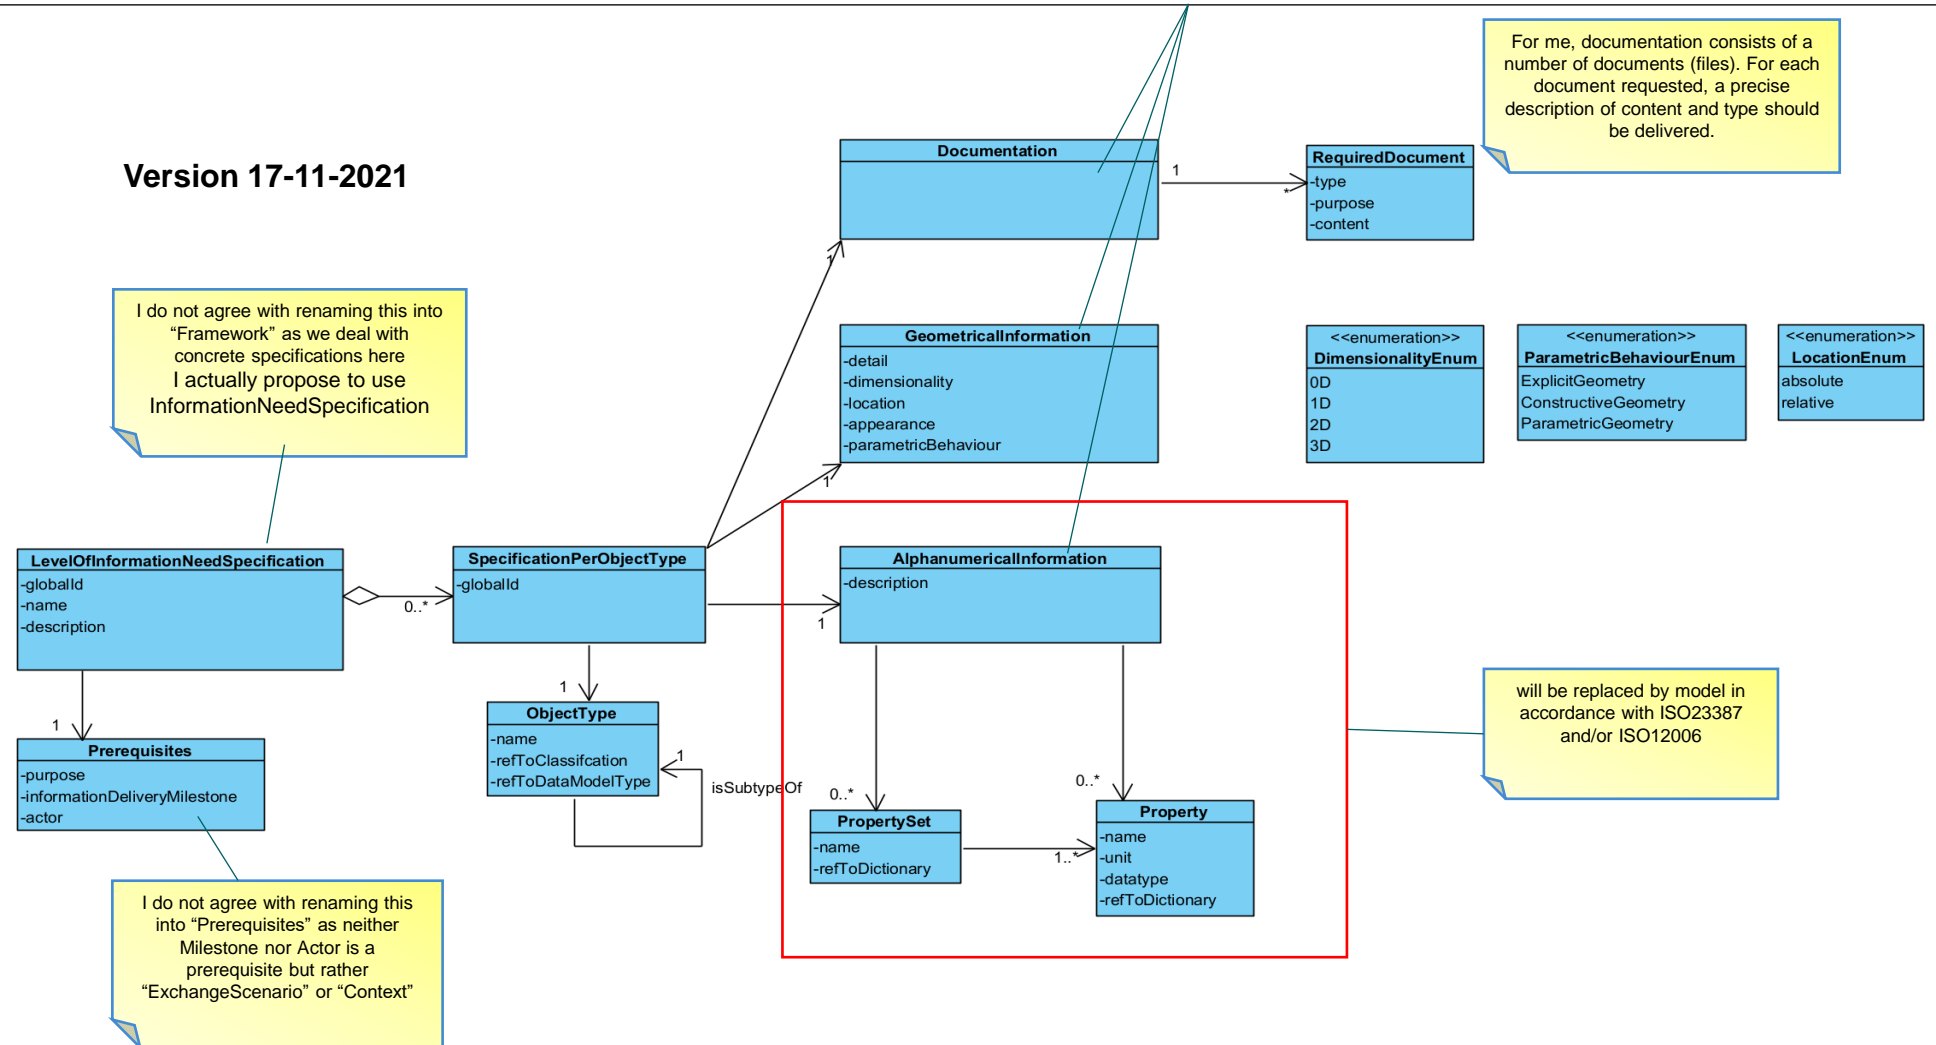 For me, documentation consists of a
number of documents (files). For each
document requested, a precise
description of content and type should
be delivered.
Version 17-11-2021
Documentation
1
*
RequiredDocument
-type
-purpose
-content
1
I do not agree with renaming this into
“Framework” as we deal with
concrete specifications here
I actually propose to use
InformationNeedSpecification
GeometricalInformation
-detail
-dimensionality
-location
-appearance
-parametricBehaviour
1
<<enumeration>>
DimensionalityEnum
0D
1D
2D
3D
<<enumeration>>
ParametricBehaviourEnum
ExplicitGeometry
ConstructiveGeometry
ParametricGeometry
<<enumeration>>
LocationEnum
absolute
relative
LevelOfInformationNeedSpecification
-globalId
-name
-description
0..*
SpecificationPerObjectType
-globalId
1
AlphanumericalInformation
-description
1
Prerequisites
-purpose
-informationDeliveryMilestone
-actor
1
ObjectType
-name
-refToClassifcation
-refToDataModelType
1
isSubtypeOf
0..*
PropertySet
-name
-refToDictionary
1..*
0..*
Property
-name
-unit
-datatype
-refToDictionary
will be replaced by model in
accordance with ISO23387
and/or ISO12006
I do not agree with renaming this
into “Prerequisites” as neither
Milestone nor Actor is a
prerequisite but rather
“ExchangeScenario” or “Context”